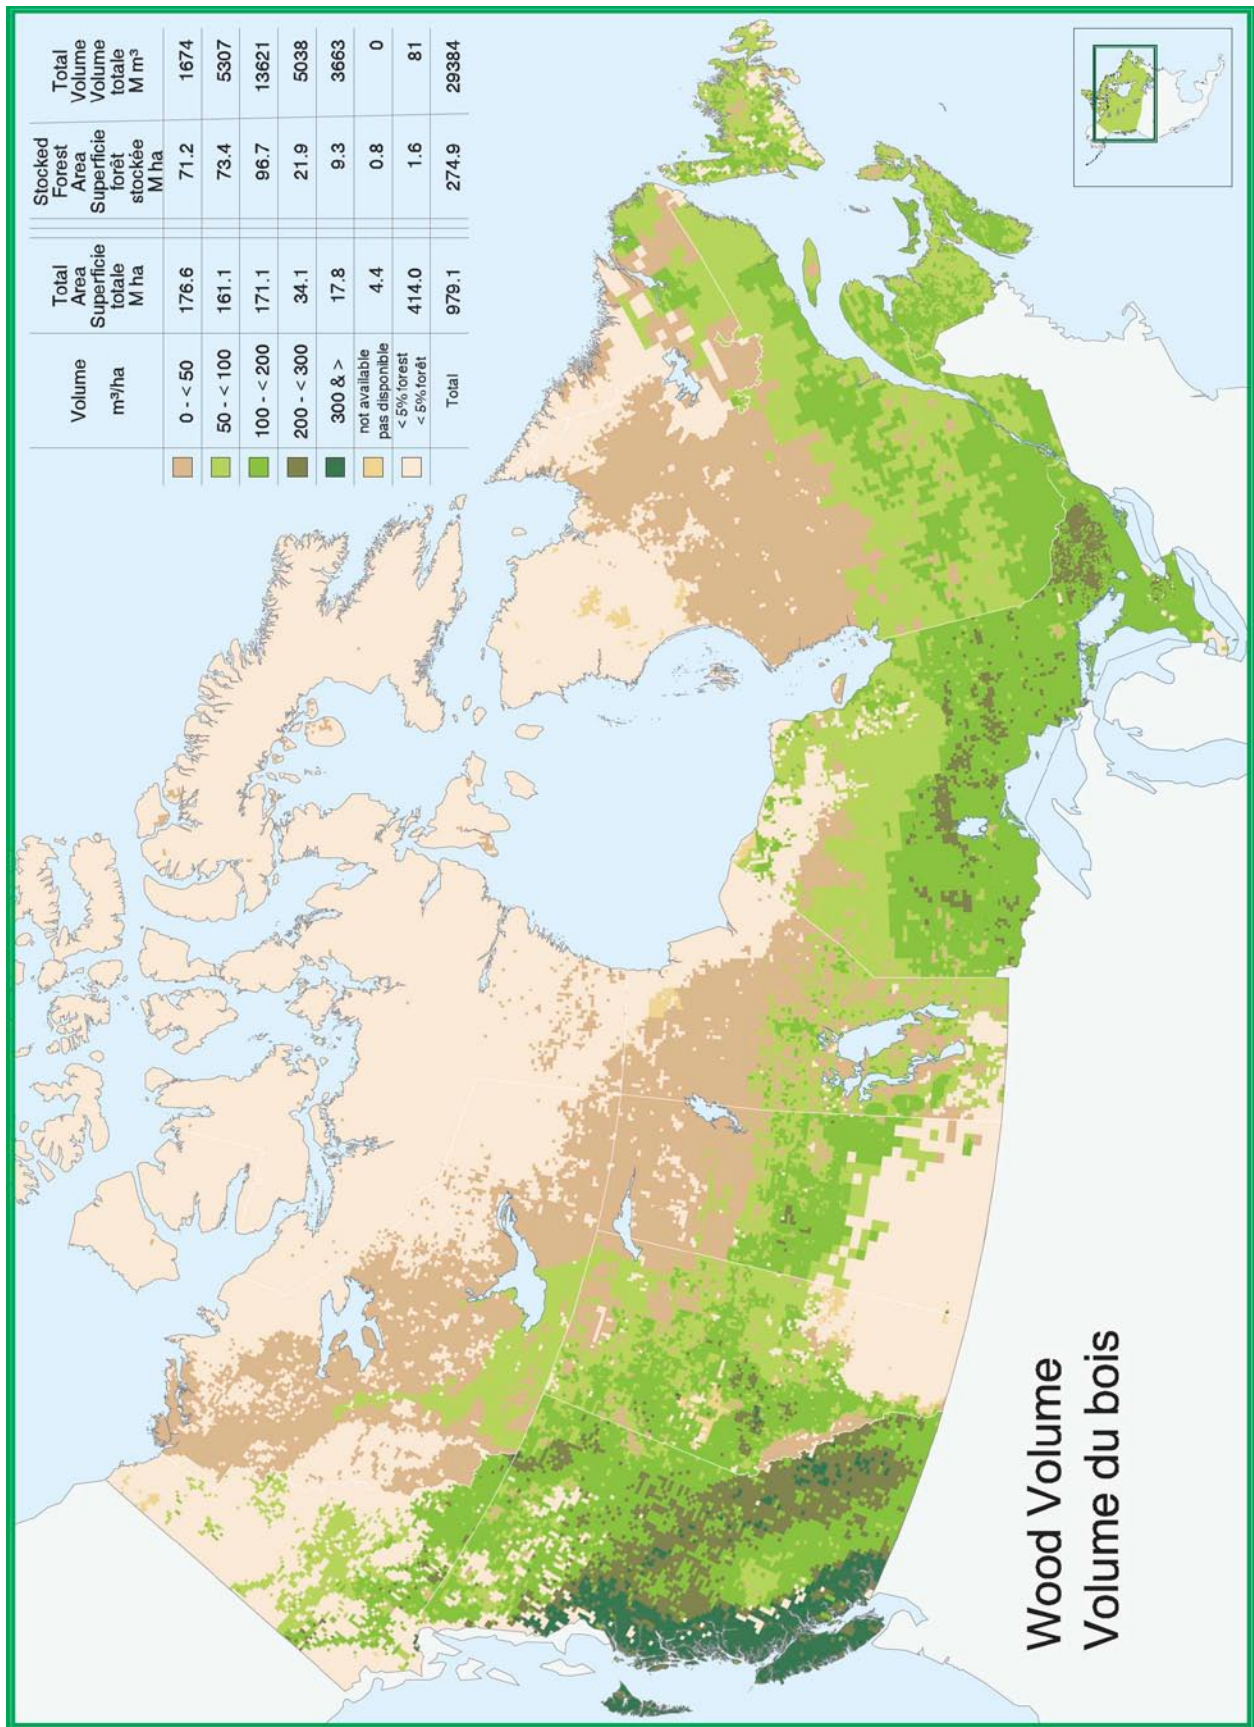 Volume
m³/ha
Total
Area
Superficie
totale
M ha
Stocked
Forest
Area
Superficie
forêt
stockée
M ha
Total
Volume
Volume
totale
M m³
0 - < 50 176.6 71.2 1674
50 - < 100 161.1 73.4 5307
100 - < 200 171.1 96.7 13621
200 - < 300 34.1 21.9 5038
300 & > 17.8 9.3 3663
not available
pas disponible 4.4 0.8 0
< 5% forest
< 5% forêt 414.0 1.6 81
Total 979.1 274.9 29384
Wood Volume
Volume du bois